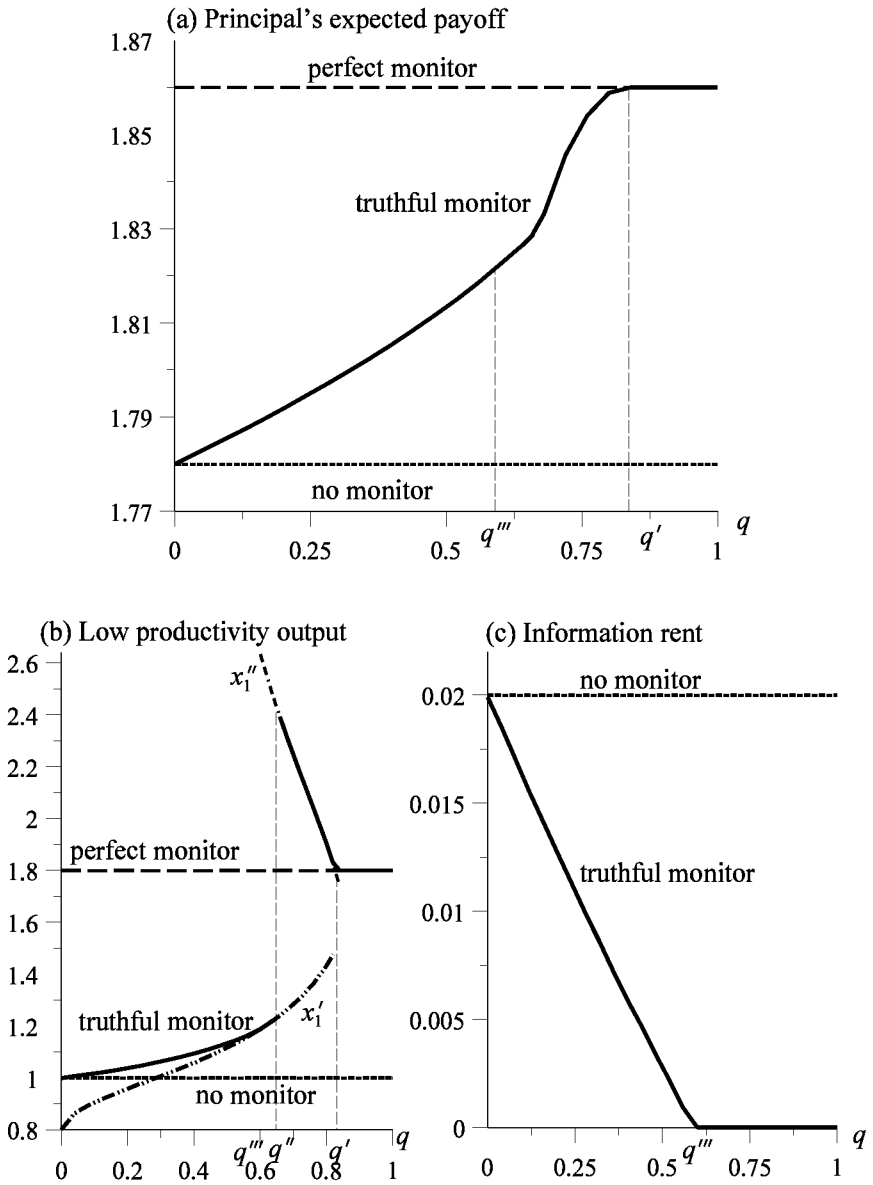 (a) Principal's expected payoff
1.87
perfect monitor
1.85
truthful monitor
1.83
1.81
1.79
no monitor
1.77
0 0.25 0.5 q''' 0.75 q' 1 q
(b) Low productivity output
2.6
x₁''
2.4
2.2
2
perfect monitor
1.8
1.6
1.4
truthful monitor
x₁'
1.2
1
no monitor
0.8
0 0.2 0.4 q''' 0.6 q'' 0.8 q' 1 q
(c) Information rent
no monitor
0.02
0.015
truthful monitor
0.01
0.005
0
0 0.25 0.5 q''' 0.75 1 q